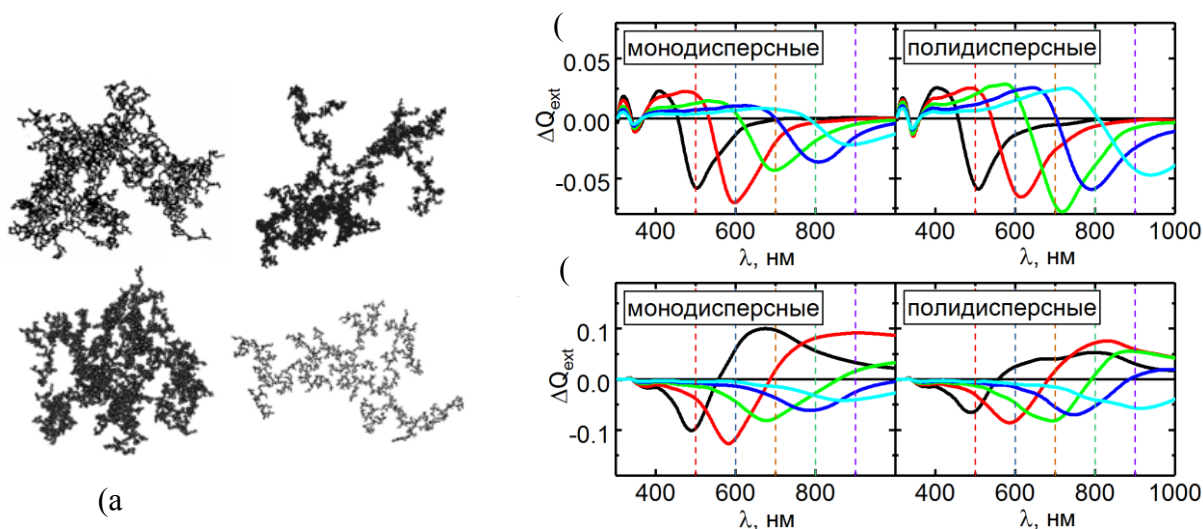 (
монодисперсные
полидисперсные
0.05
0.00
-0.05
ΔQext
400 600 800
400 600 800 1000
λ, нм
λ, нм
(
монодисперсные
полидисперсные
0.1
0.0
-0.1
ΔQext
400 600 800
400 600 800 1000
λ, нм
λ, нм
(a